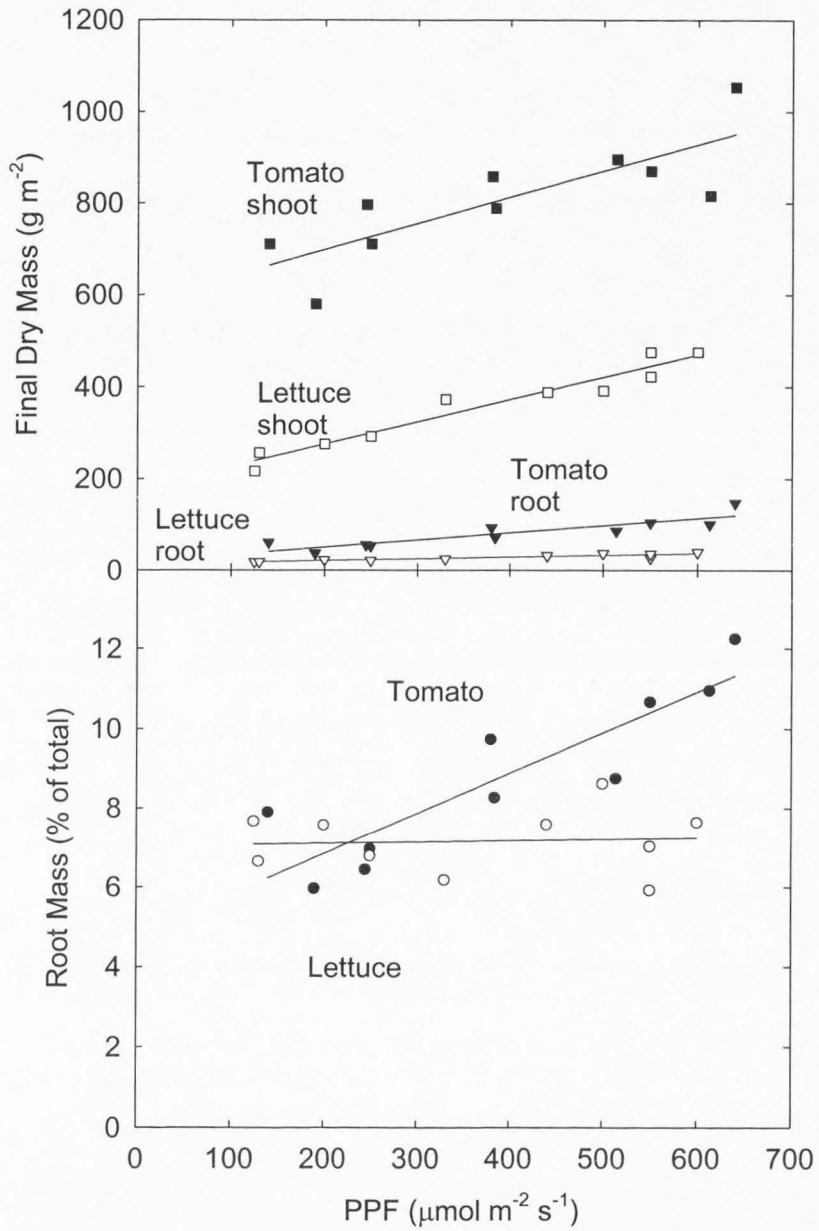 1200
1000
800
600
400
200
0
Final Dry Mass (g m⁻²)
Tomato
shoot
Lettuce
shoot
Tomato
root
Lettuce
root
12
10
8
6
4
2
0
Root Mass (% of total)
Tomato
Lettuce
0 100 200 300 400 500 600 700
PPF (μmol m⁻² s⁻¹)